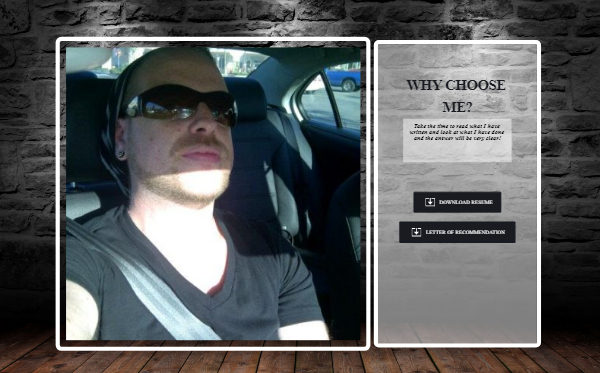 WHY CHOOSE
ME?
Take the time to read what I have
written and look at what I have done
and the answer will be very clear!
DOWNLOAD RESUME
LETTER OF RECOMMENDATION